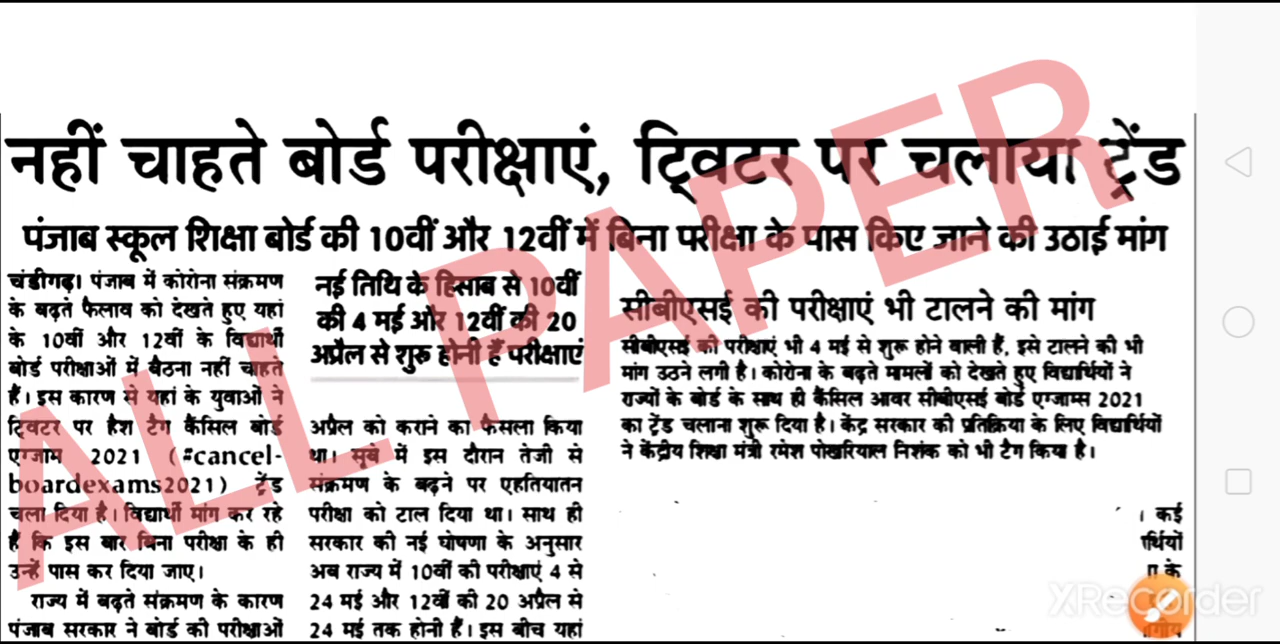 नहीं चाहते बोर्ड परीक्षाएं, ट्विटर पर चलाया ट्रेंड
पंजाब स्कूल शिक्षा बोर्ड की 10वीं और 12वीं में बिना परीक्षा के पास किए जाने की उठाई मांग
चंडीगढ़। पंजाब में कोरोना संक्रमण
के बढ़ते फैलाव को देखते हुए यहां
के 10वीं और 12वीं के विद्यार्थी
बोर्ड परीक्षाओं में बैठना नहीं चाहते
हैं। इस कारण से यहां के युवाओं ने
ट्विटर पर हैश टैग कैंसिल बोर्ड
एग्जाम 2021 (#cancel-
boardexams2021) ट्रेंड
चला दिया है। विद्यार्थी मांग कर रहे
हैं कि इस बार बिना परीक्षा के ही
उन्हें पास कर दिया जाए।
राज्य में बढ़ते संक्रमण के कारण
पंजाब सरकार ने बोर्ड की परीक्षाओं
नई तिथि के हिसाब से 10वीं
की 4 मई और 12वीं की 20
अप्रैल से शुरू होनी हैं परीक्षाएं
अप्रैल को कराने का फैसला किया
था। सूबे में इस दौरान तेजी से
संक्रमण के बढ़ने पर एहतियातन
परीक्षा को टाल दिया था। साथ ही
सरकार की नई घोषणा के अनुसार
अब राज्य में 10वीं की परीक्षाएं 4 से
24 मई और 12वीं की 20 अप्रैल से
24 मई तक होनी हैं। इस बीच यहां
सीबीएसई की परीक्षाएं भी टालने की मांग
सीबीएसई की परीक्षाएं भी 4 मई से शुरू होने वाली हैं, इसे टालने की भी
मांग उठने लगी है। कोरोना के बढ़ते मामलों को देखते हुए विद्यार्थियों ने
राज्यों के बोर्ड के साथ ही कैंसिल आवर सीबीएसई बोर्ड एग्जाम्स 2021
का ट्रेंड चलाना शुरू दिया है। केंद्र सरकार की प्रतिक्रिया के लिए विद्यार्थियों
ने केंद्रीय शिक्षा मंत्री रमेश पोखरियाल निशंक को भी टैग किया है।
। कई
र्थियों
के
ALL PAPER
XRecorder